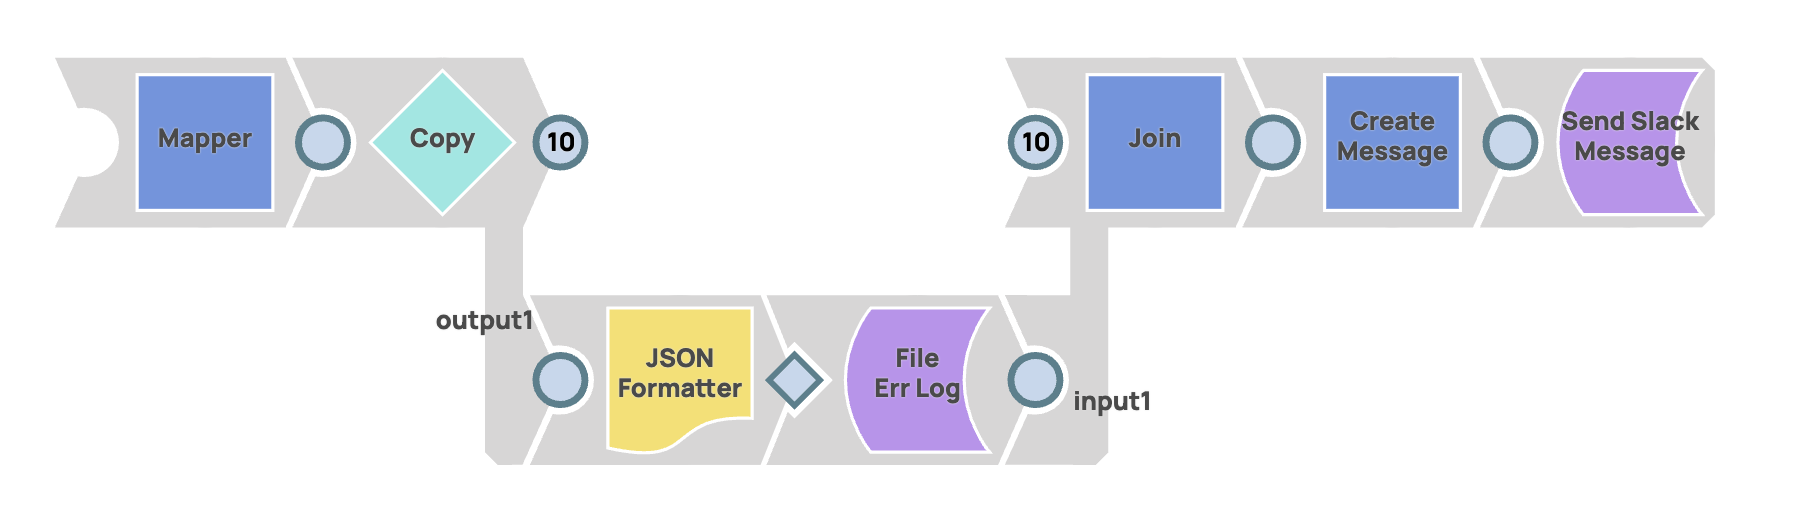 Mapper
Copy
10
10
Join
Create
Message
Send Slack
Message
output1
JSON
Formatter
File
Err Log
input1